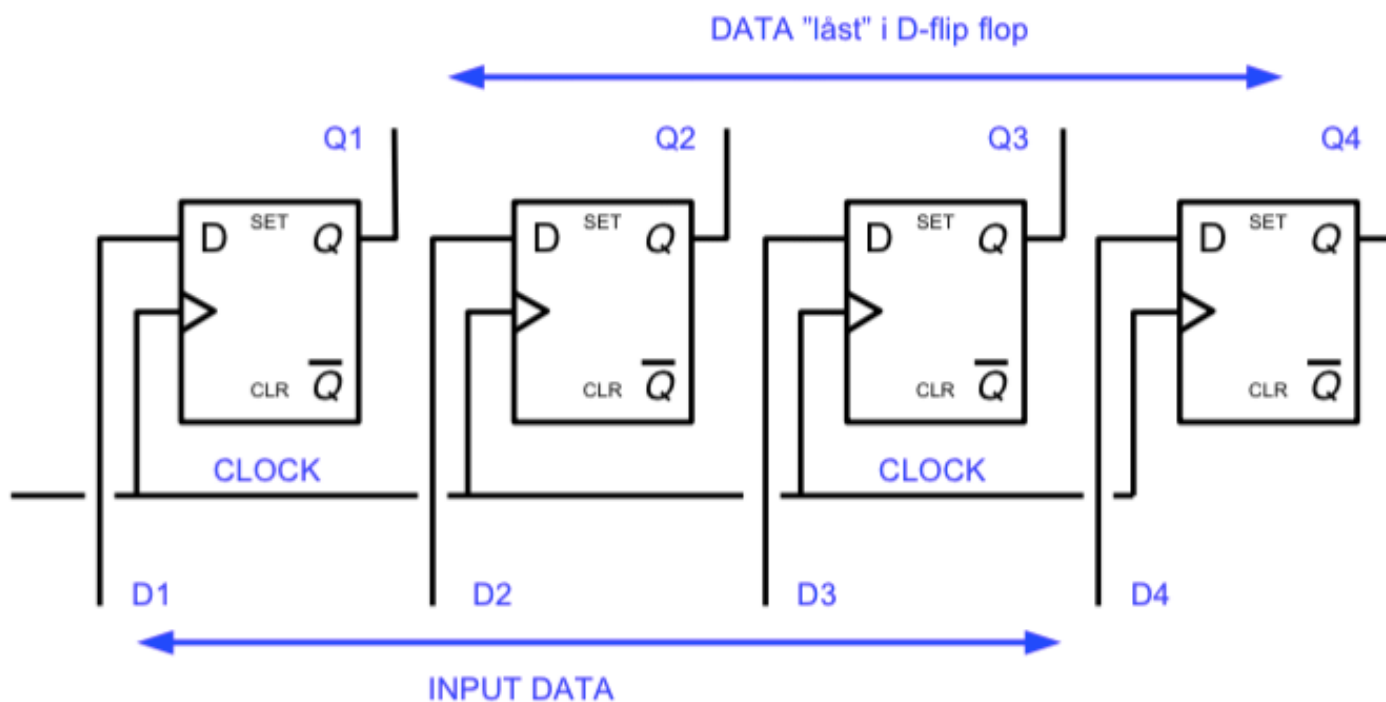 DATA "låst" i D-flip flop
Q1 Q2 Q3 Q4
D SET Q D SET Q D SET Q D SET Q
CLR Q̅ CLR Q̅ CLR Q̅ CLR Q̅
CLOCK CLOCK
D1 D2 D3 D4
INPUT DATA